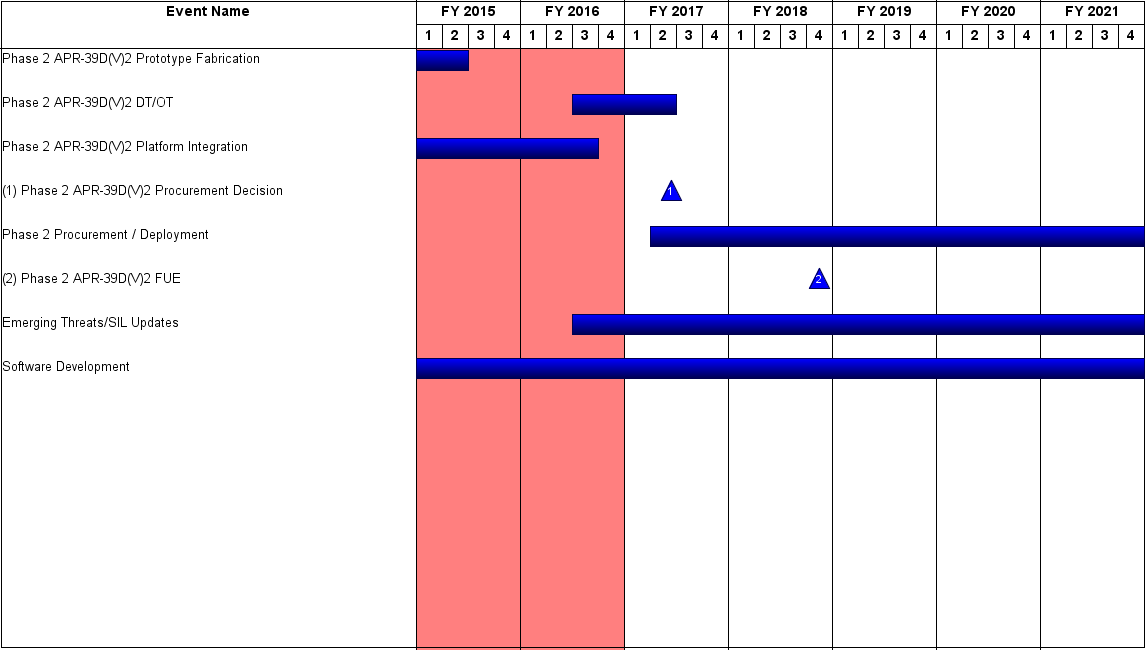 Event Name FY 2015 FY 2016 FY 2017 FY 2018 FY 2019 FY 2020 FY 2021
1 2 3 4 1 2 3 4 1 2 3 4 1 2 3 4 1 2 3 4 1 2 3 4 1 2 3 4
Phase 2 APR-39D(V)2 Prototype Fabrication
Phase 2 APR-39D(V)2 DT/OT
Phase 2 APR-39D(V)2 Platform Integration
(1) Phase 2 APR-39D(V)2 Procurement Decision 1
Phase 2 Procurement / Deployment
(2) Phase 2 APR-39D(V)2 FUE 2
Emerging Threats/SIL Updates
Software Development